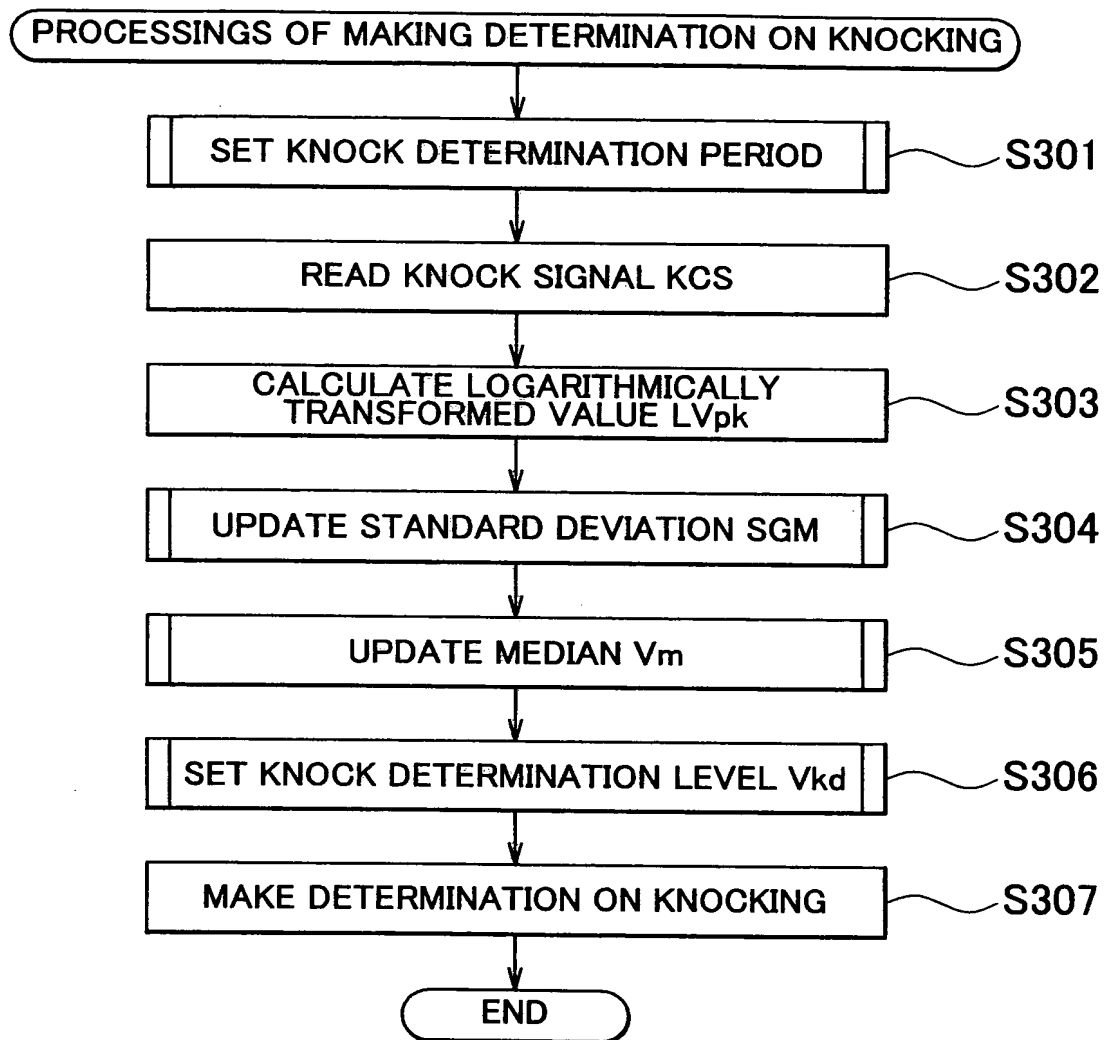 PROCESSINGS OF MAKING DETERMINATION ON KNOCKING
SET KNOCK DETERMINATION PERIOD
S301
READ KNOCK SIGNAL KCS
S302
CALCULATE LOGARITHMICALLY
TRANSFORMED VALUE LVpk
S303
UPDATE STANDARD DEVIATION SGM
S304
UPDATE MEDIAN Vm
S305
SET KNOCK DETERMINATION LEVEL Vkd
S306
MAKE DETERMINATION ON KNOCKING
S307
END